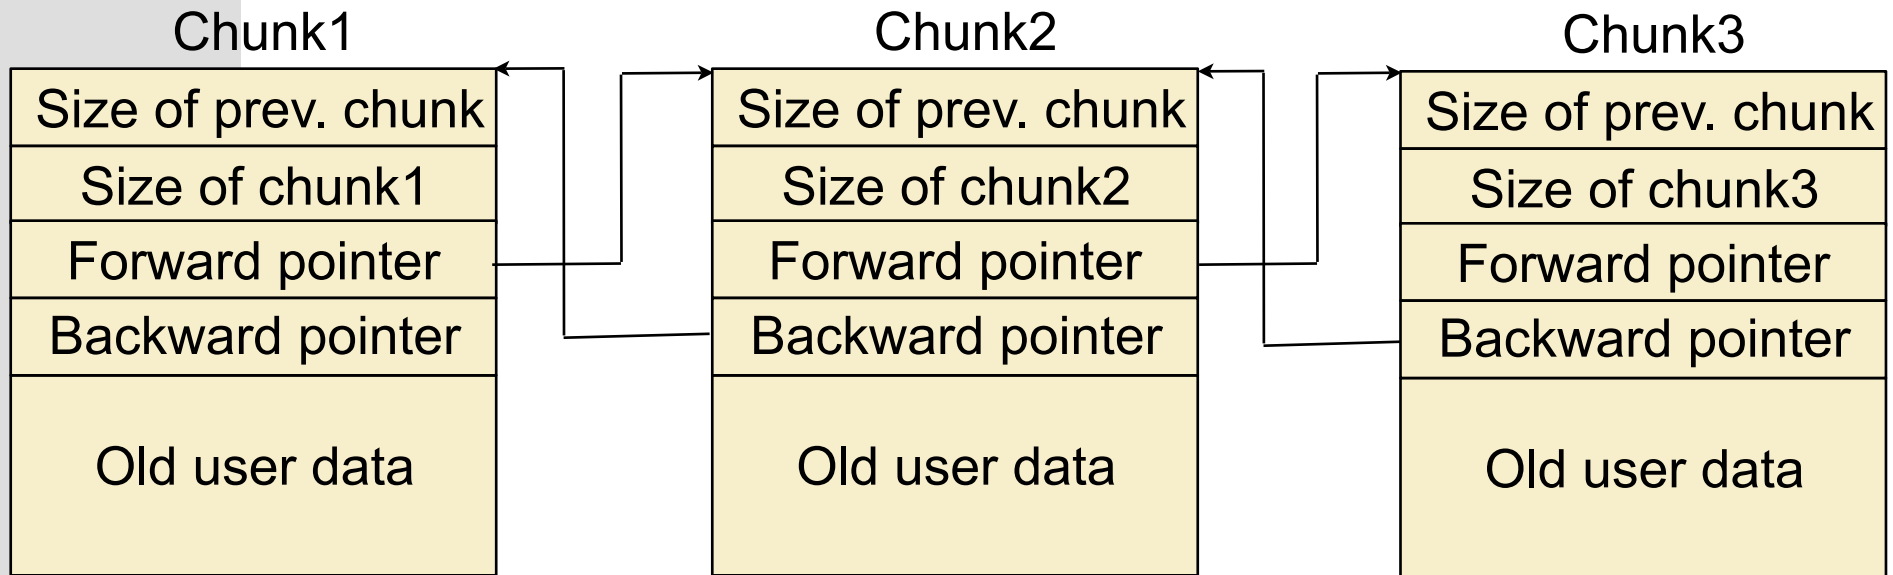 Chunk1
Size of prev. chunk
Size of chunk1
Forward pointer
Backward pointer
Old user data
Chunk2
Size of prev. chunk
Size of chunk2
Forward pointer
Backward pointer
Old user data
Chunk3
Size of prev. chunk
Size of chunk3
Forward pointer
Backward pointer
Old user data